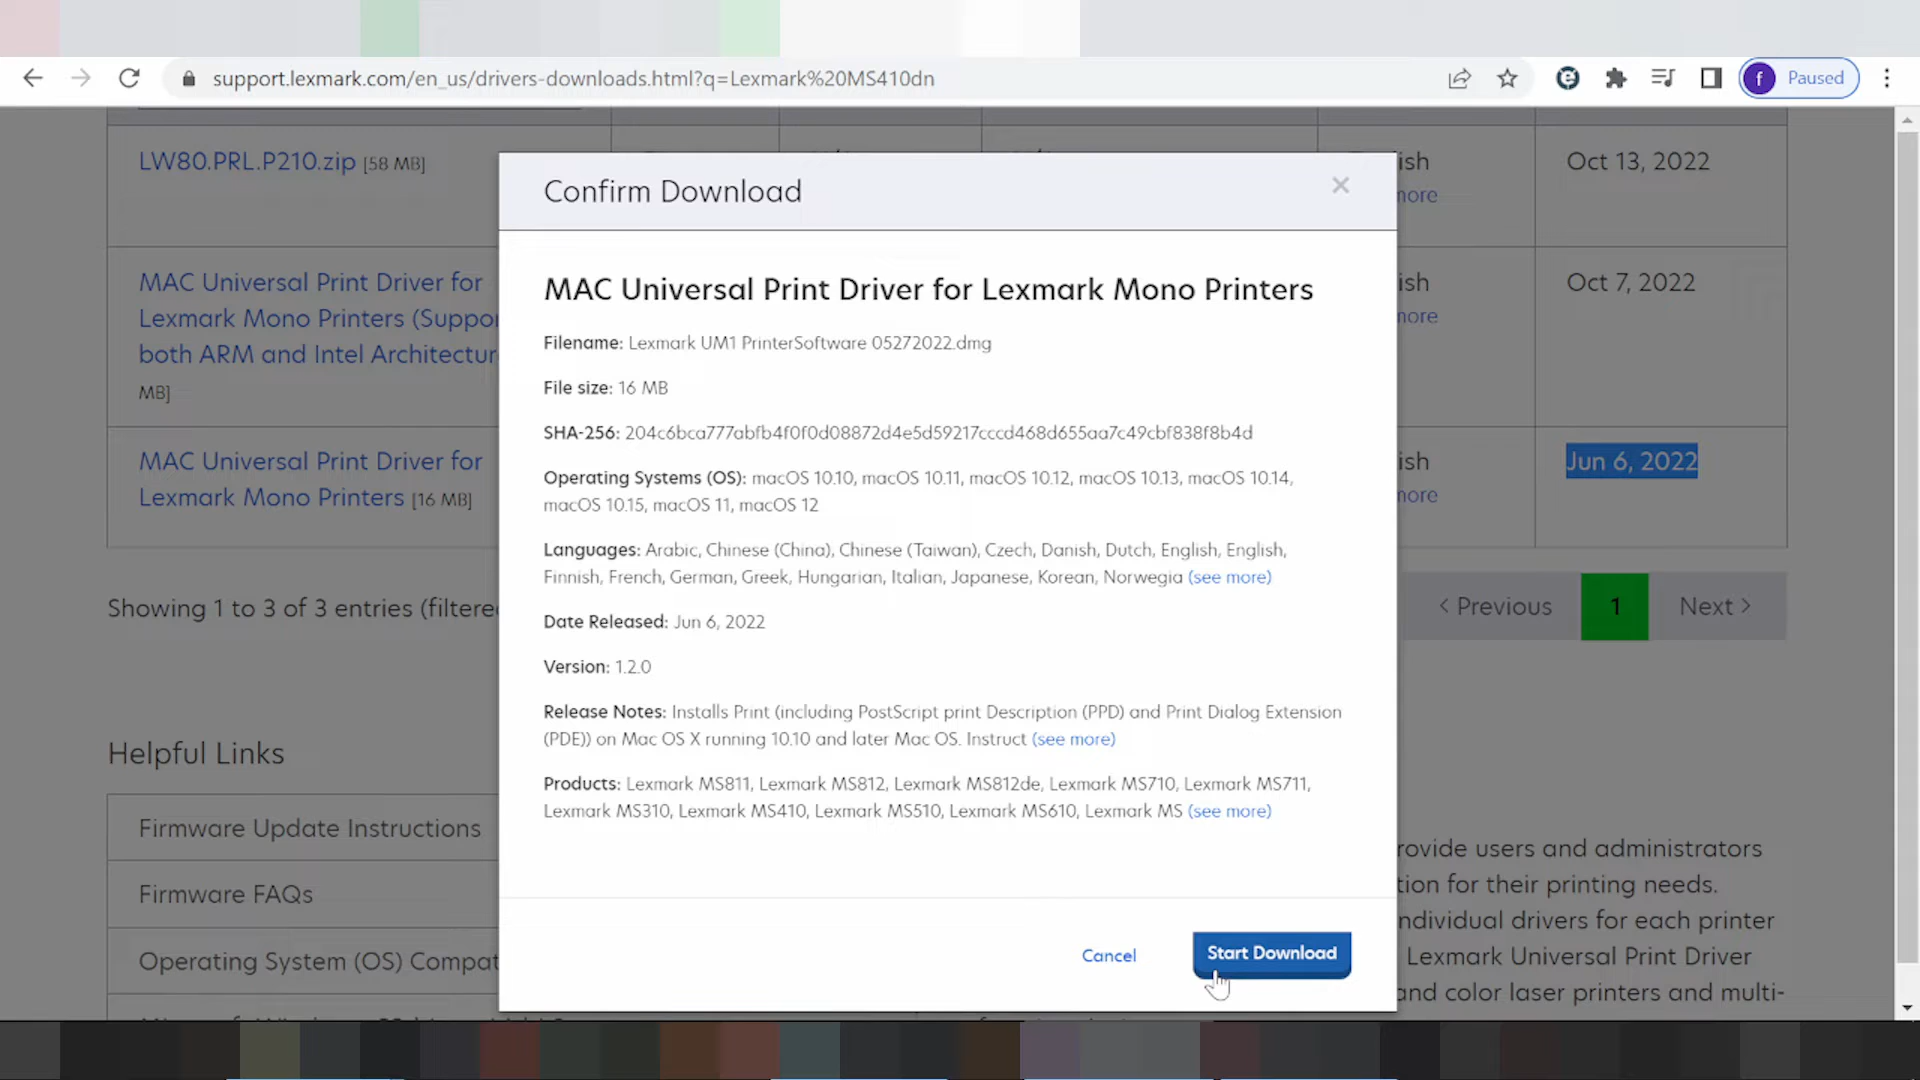 support.lexmark.com/en_us/drivers-downloads.html?q=Lexmark%20MS410dn
f Paused
LW80.PRL.P210.zip [58 MB]
ish
more
Oct 13, 2022
MAC Universal Print Driver for
Lexmark Mono Printers (Suppo
both ARM and Intel Architectur
MB]
ish
more
Oct 7, 2022
MAC Universal Print Driver for
Lexmark Mono Printers [16 MB]
ish
more
Jun 6, 2022
Showing 1 to 3 of 3 entries (filtere
< Previous 1 Next >
Confirm Download
×
MAC Universal Print Driver for Lexmark Mono Printers
Filename: Lexmark UM1 PrinterSoftware 05272022.dmg
File size: 16 MB
SHA-256: 204c6bca777abfb4f0f0d08872d4e5d59217cccd468d655aa7c49cbf838f8b4d
Operating Systems (OS): macOS 10.10, macOS 10.11, macOS 10.12, macOS 10.13, macOS 10.14,
macOS 10.15, macOS 11, macOS 12
Languages: Arabic, Chinese (China), Chinese (Taiwan), Czech, Danish, Dutch, English, English,
Finnish, French, German, Greek, Hungarian, Italian, Japanese, Korean, Norwegia (see more)
Date Released: Jun 6, 2022
Version: 1.2.0
Release Notes: Installs Print (including PostScript print Description (PPD) and Print Dialog Extension
(PDE)) on Mac OS X running 10.10 and later Mac OS. Instruct (see more)
Products: Lexmark MS811, Lexmark MS812, Lexmark MS812de, Lexmark MS710, Lexmark MS711,
Lexmark MS310, Lexmark MS410, Lexmark MS510, Lexmark MS610, Lexmark MS (see more)
Cancel
Start Download
Helpful Links
Firmware Update Instructions
Firmware FAQs
Operating System (OS) Compat
rovide users and administrators
tion for their printing needs.
ndividual drivers for each printer
Lexmark Universal Print Driver
and color laser printers and multi-